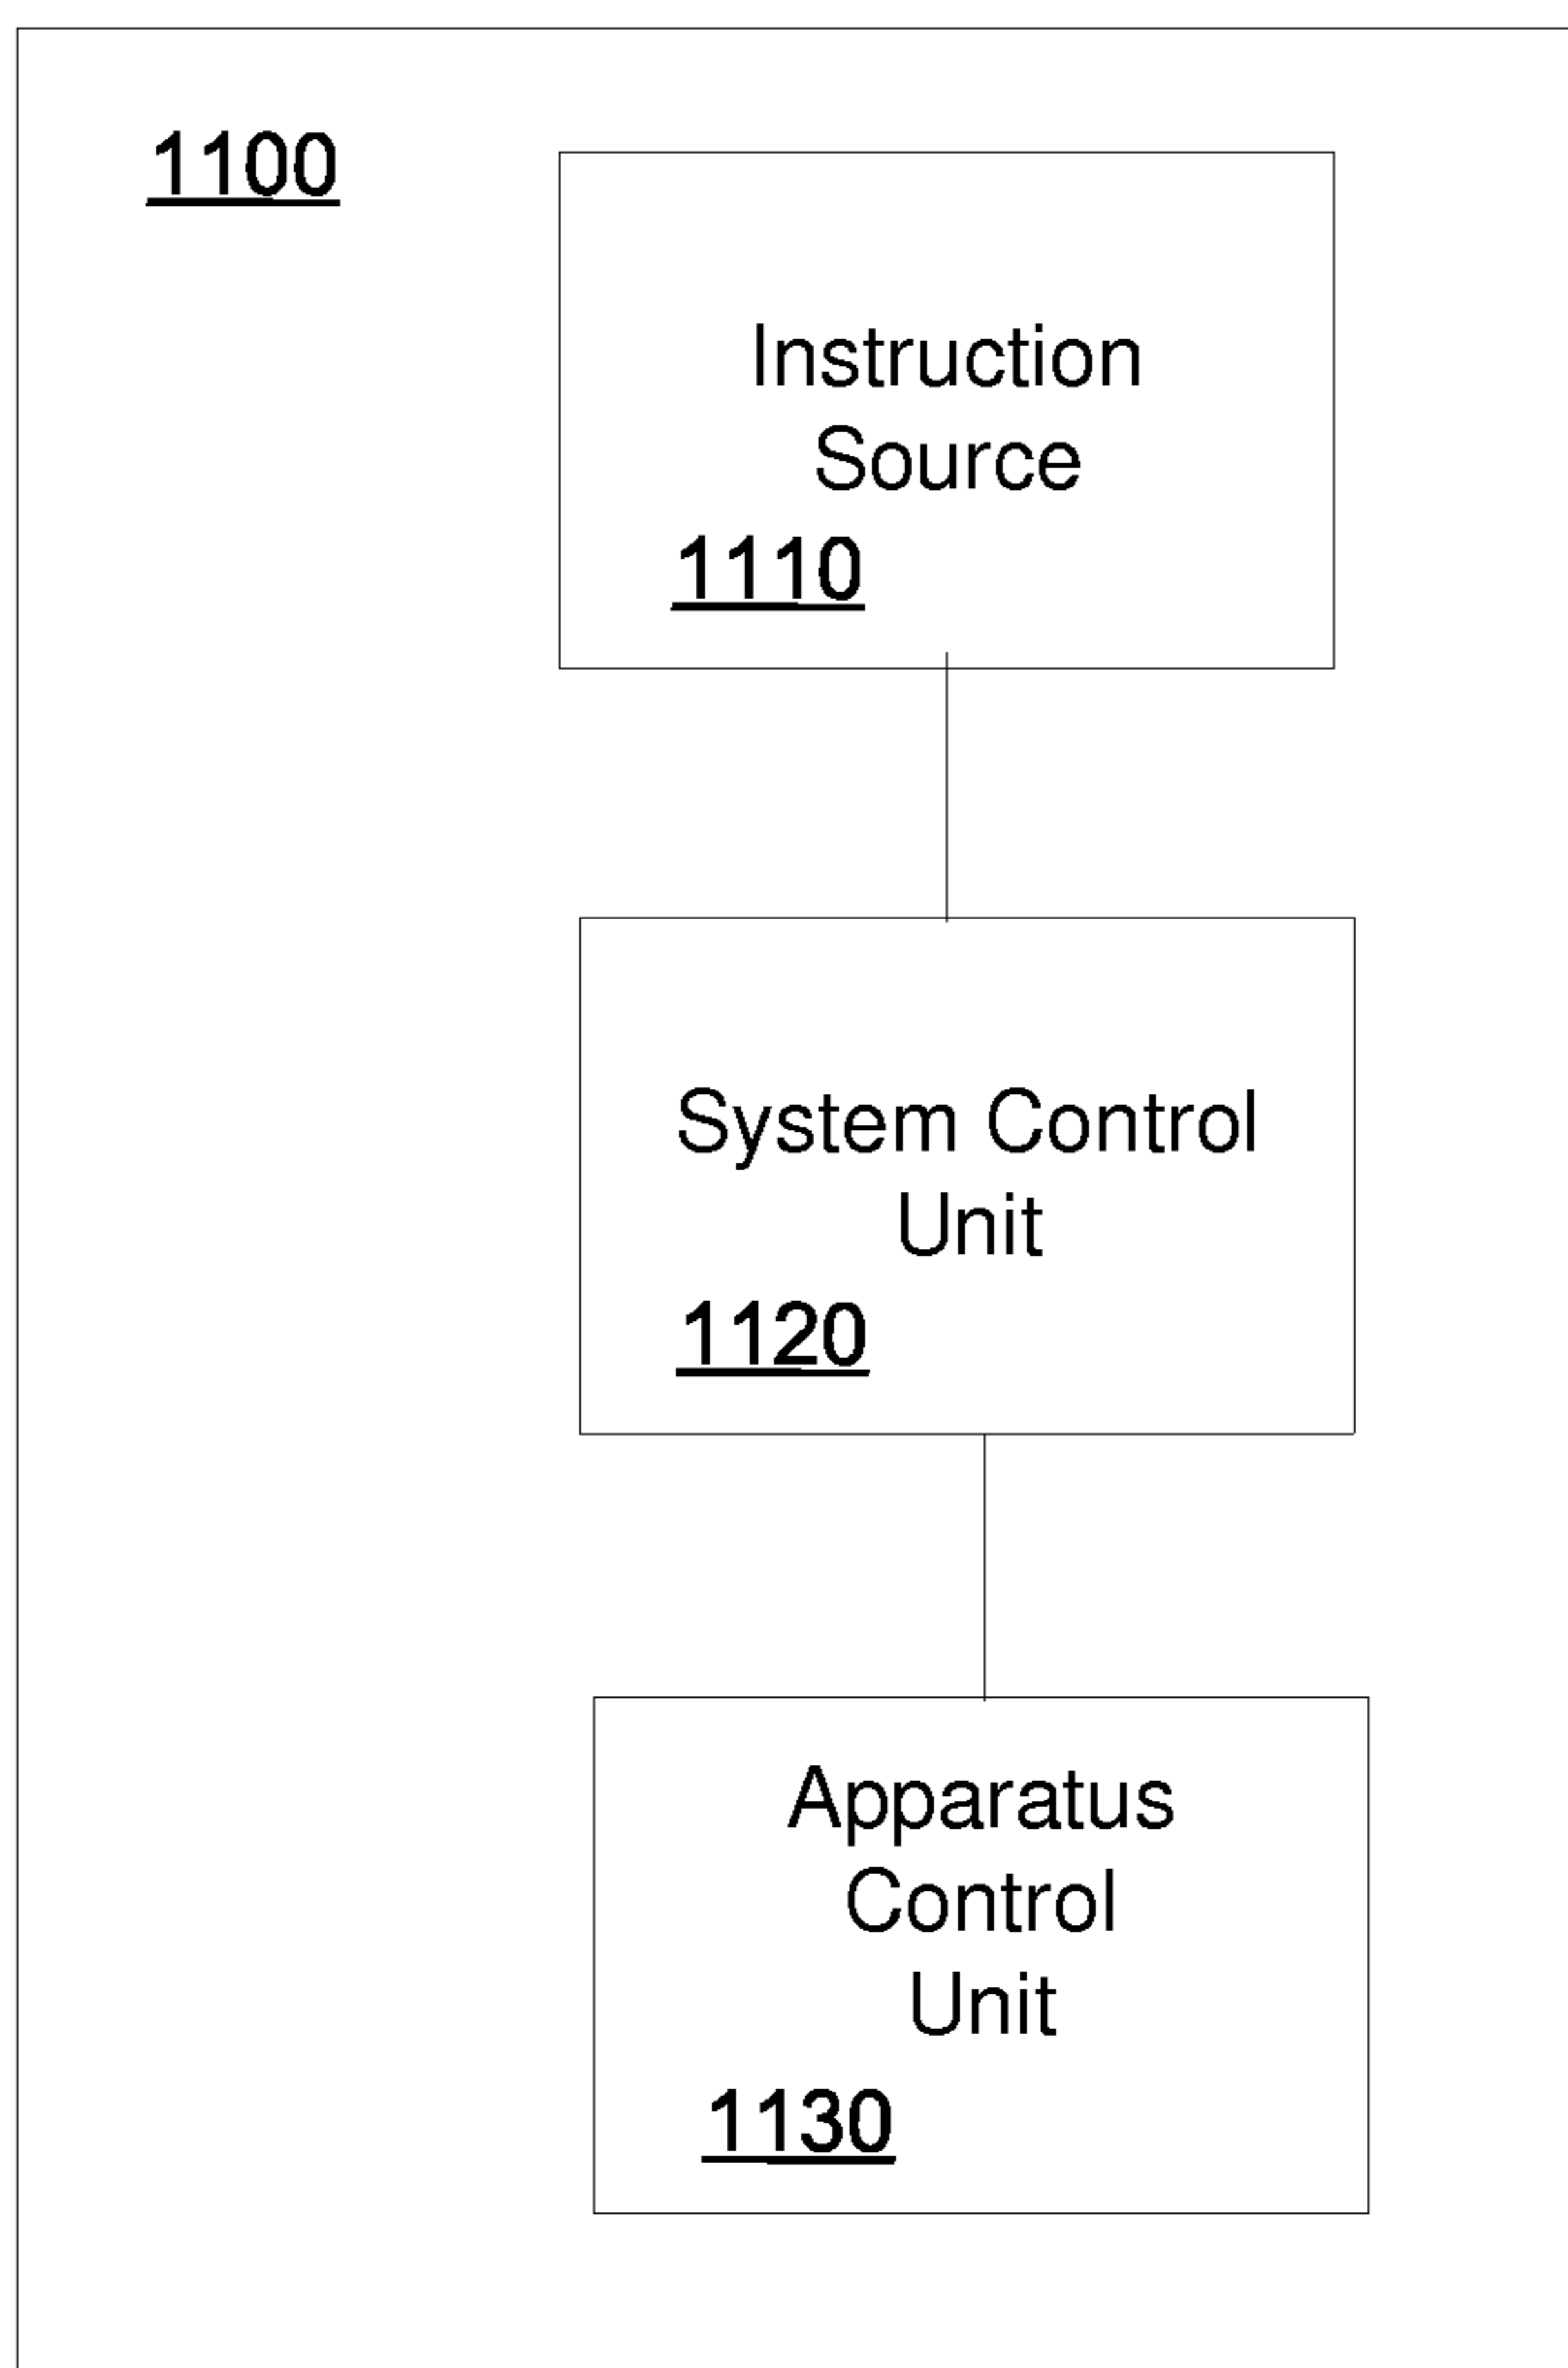 1100
Instruction
Source
1110
System Control
Unit
1120
Apparatus
Control
Unit
1130